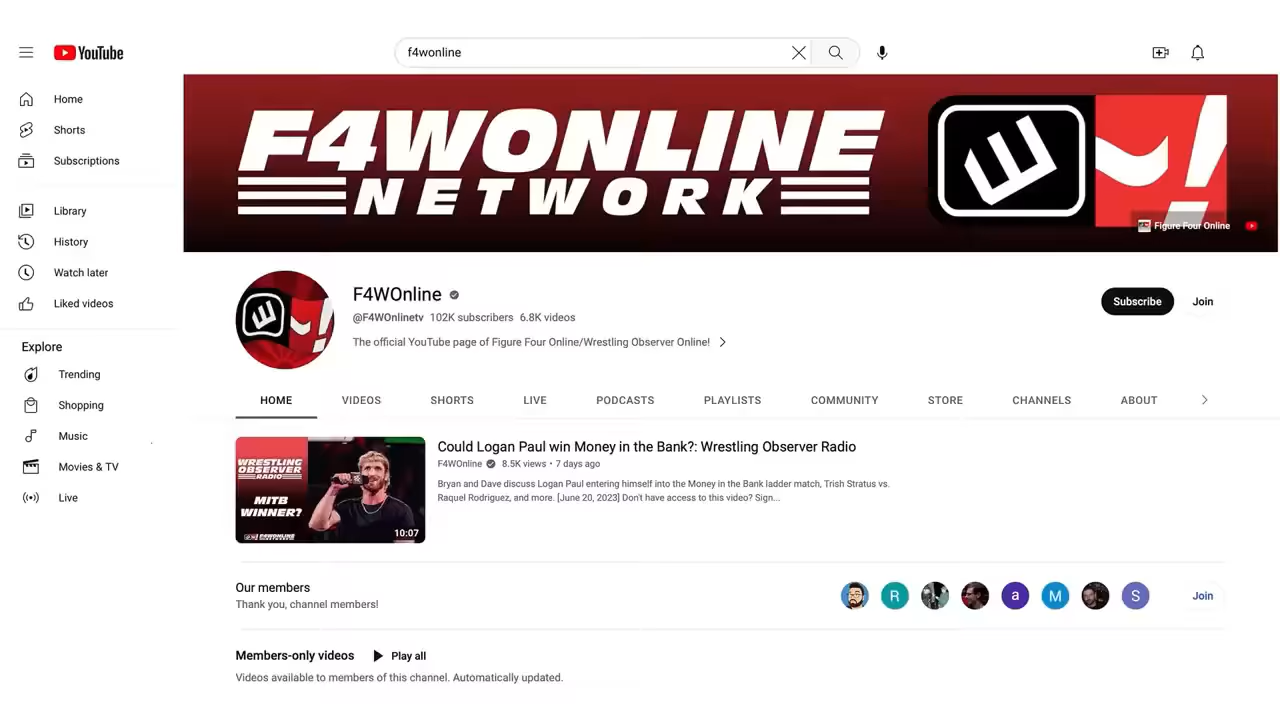 YouTube
f4wonline
Home
Shorts
Subscriptions
Library
History
Watch later
Liked videos
Explore
Trending
Shopping
Music
Movies & TV
Live
F4WONLINE
NETWORK
Figure Four Online
F4WOnline
@F4WOnlinetv 102K subscribers 6.8K videos
The official YouTube page of Figure Four Online/Wrestling Observer Online!
Subscribe
Join
HOME VIDEOS SHORTS LIVE PODCASTS PLAYLISTS COMMUNITY STORE CHANNELS ABOUT
WRESTLING
OBSERVER
RADIO
MITB
WINNER?
F4WONLINE
10:07
Could Logan Paul win Money in the Bank?: Wrestling Observer Radio
F4WOnline 8.5K views • 7 days ago
Bryan and Dave discuss Logan Paul entering himself into the Money in the Bank ladder match, Trish Stratus vs.
Raquel Rodriguez, and more. [June 20, 2023] Don't have access to this video? Sign...
Our members
Thank you, channel members!
R a M S
Join
Members-only videos Play all
Videos available to members of this channel. Automatically updated.